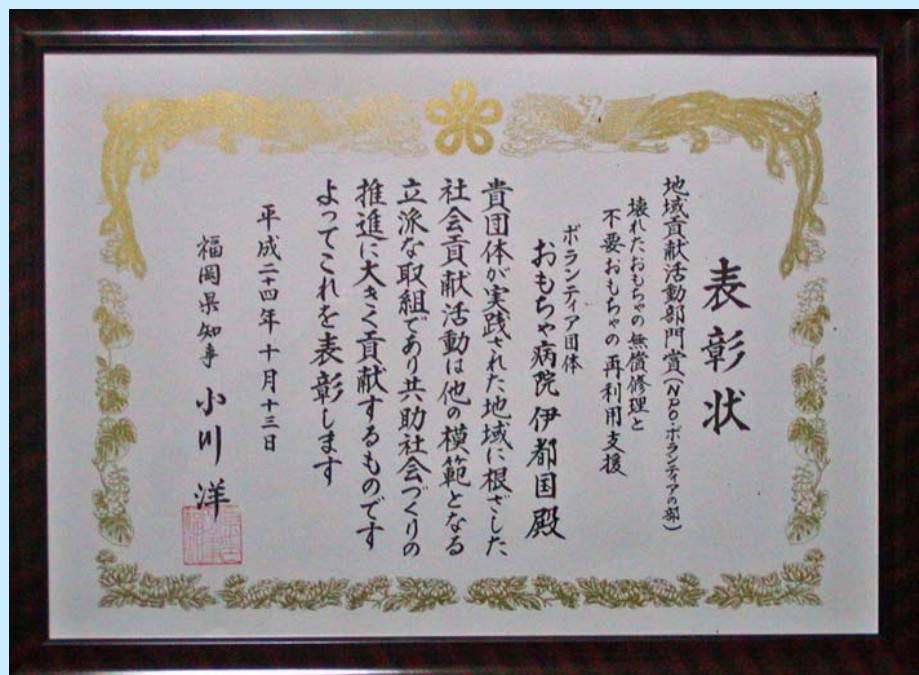 表彰状
地域貢献活動部門賞(NPO・ボランティアの部)
壊れたおもちゃの無償修理と
不要おもちゃの再利用支援
ボランティア団体
おもちゃ病院伊都国殿
貴団体が実践された地域に根ざした
社会貢献活動は他の模範となる
立派な取組であり共助社会づくりの
推進に大きく貢献するものです
よってこれを表彰します
平成二十四年十月十三日
福岡県知事 小川洋